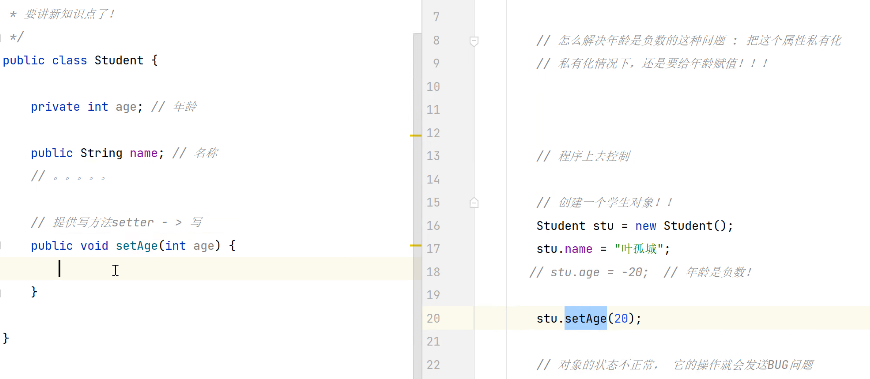 * 要讲新知识点了!
*/
public class Student {
private int age; // 年龄
public String name; // 名称
// 。。。。。
// 提供写方法setter - > 写
public void setAge(int age) {
}
}
7
8 // 怎么解决年龄是负数的这种问题 : 把这个属性私有化
9 // 私有化情况下，还是要给年龄赋值!!!
10
11
12
13 // 程序上去控制
14
15 // 创建一个学生对象!!
16 Student stu = new Student();
17 stu.name = "叶孤城";
18 // stu.age = -20; // 年龄是负数!
19
20 stu.setAge(20);
21
22 // 对象的状态不正常， 它的操作就会发送BUG问题